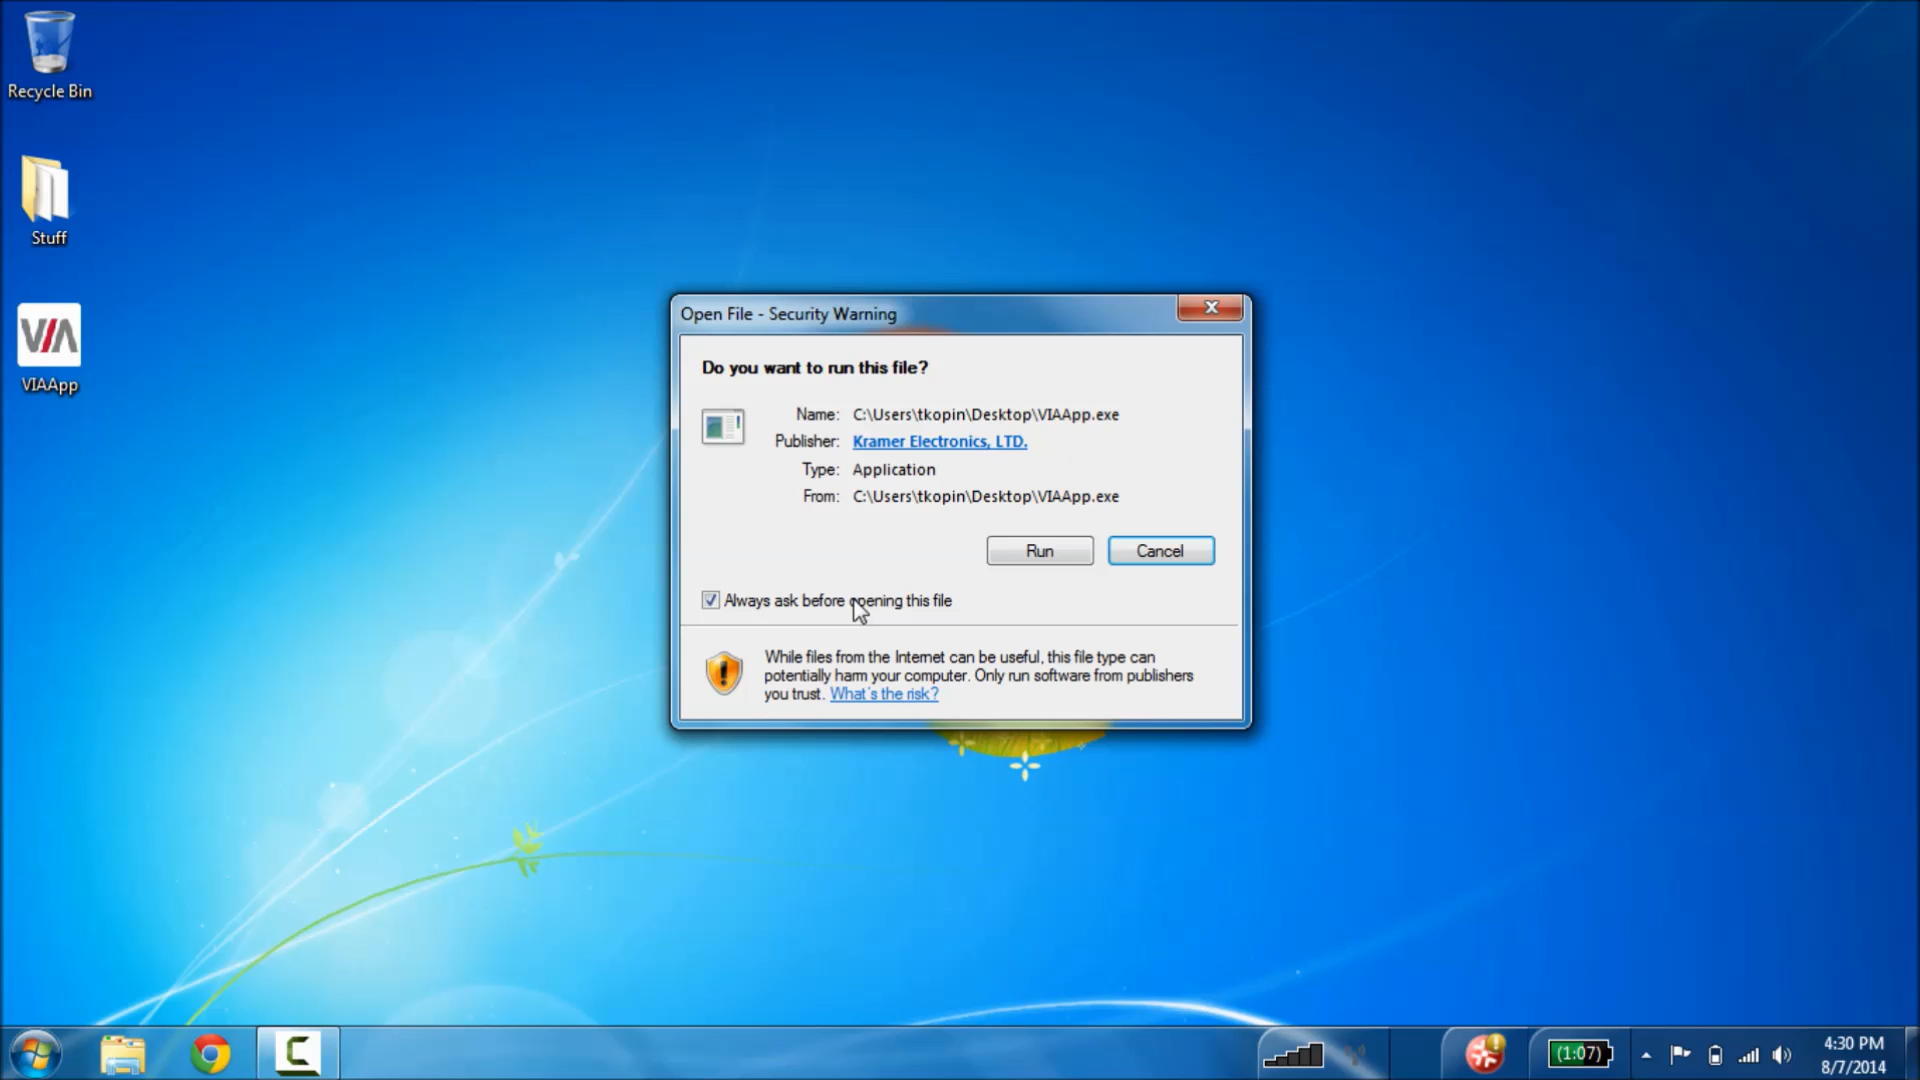 Recycle Bin
Stuff
VIA
VIAApp
Open File - Security Warning
Do you want to run this file?
Name: C:\Users\tkopin\Desktop\VIAApp.exe
Publisher: Kramer Electronics, LTD.
Type: Application
From: C:\Users\tkopin\Desktop\VIAApp.exe
Run Cancel
Always ask before opening this file
While files from the Internet can be useful, this file type can
potentially harm your computer. Only run software from publishers
you trust. What's the risk?
C
(1:07)
4:30 PM
8/7/2014